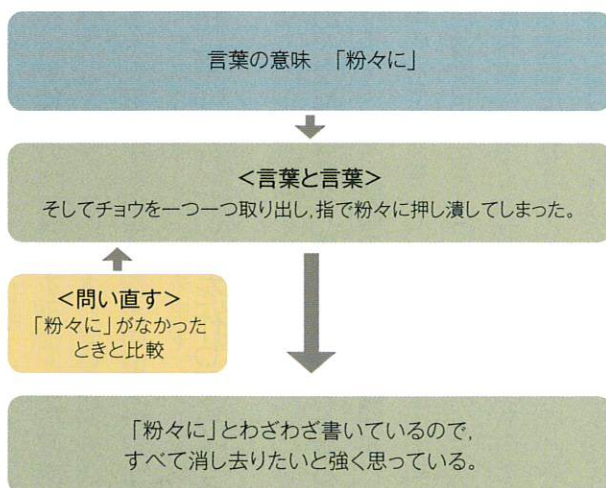 言葉の意味 「粉々に」
<言葉と言葉>
そしてチョウを一つ一つ取り出し,指で粉々に押し潰してしまった。
<問い直す>
「粉々に」がなかった
ときと比較
「粉々に」とわざわざ書いているので,
すべて消し去りたいと強く思っている。